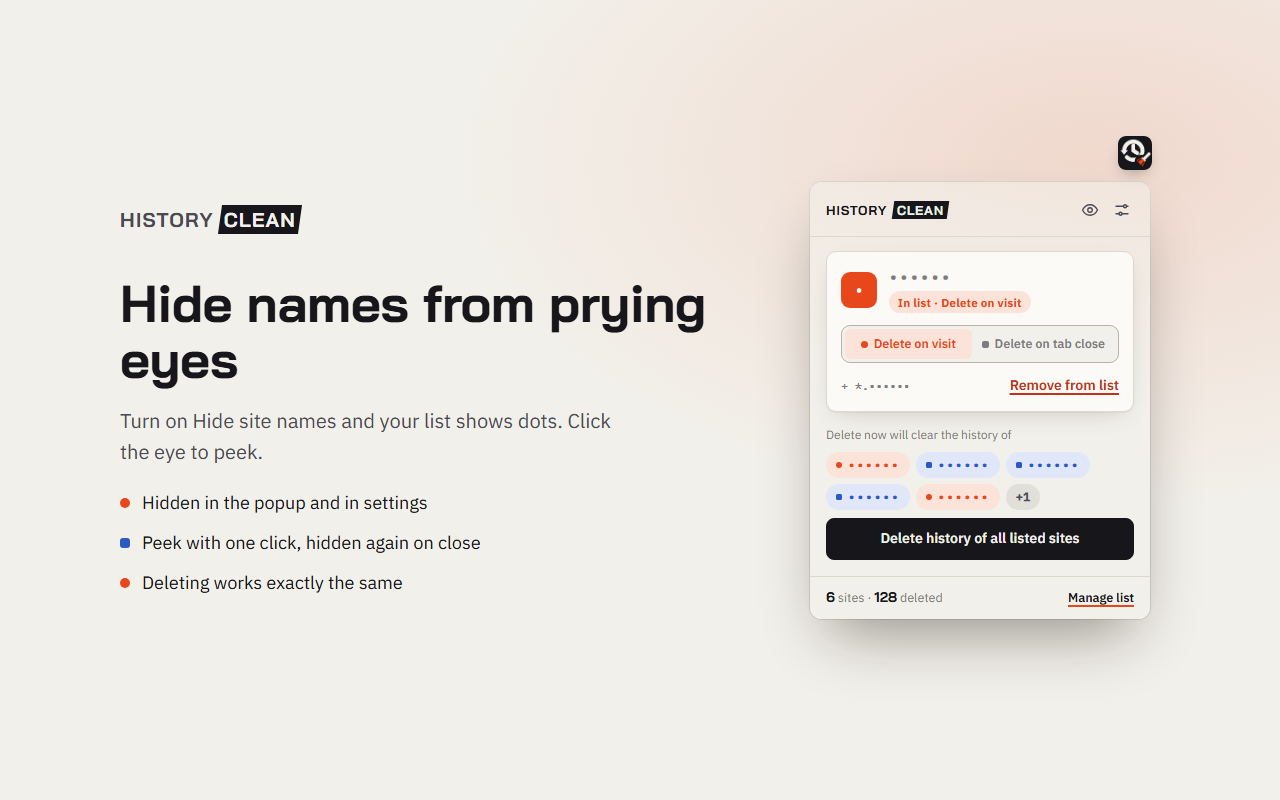 HISTORY CLEAN
Hide names from prying
eyes
Turn on Hide site names and your list shows dots. Click
the eye to peek.
Hidden in the popup and in settings
Peek with one click, hidden again on close
Deleting works exactly the same
HISTORY CLEAN
••••••
In list · Delete on visit
Delete on visit
Delete on tab close
+ *.••••••
Remove from list
Delete now will clear the history of
•••••• •••••• ••••••
•••••• •••••• +1
Delete history of all listed sites
6 sites · 128 deleted
Manage list